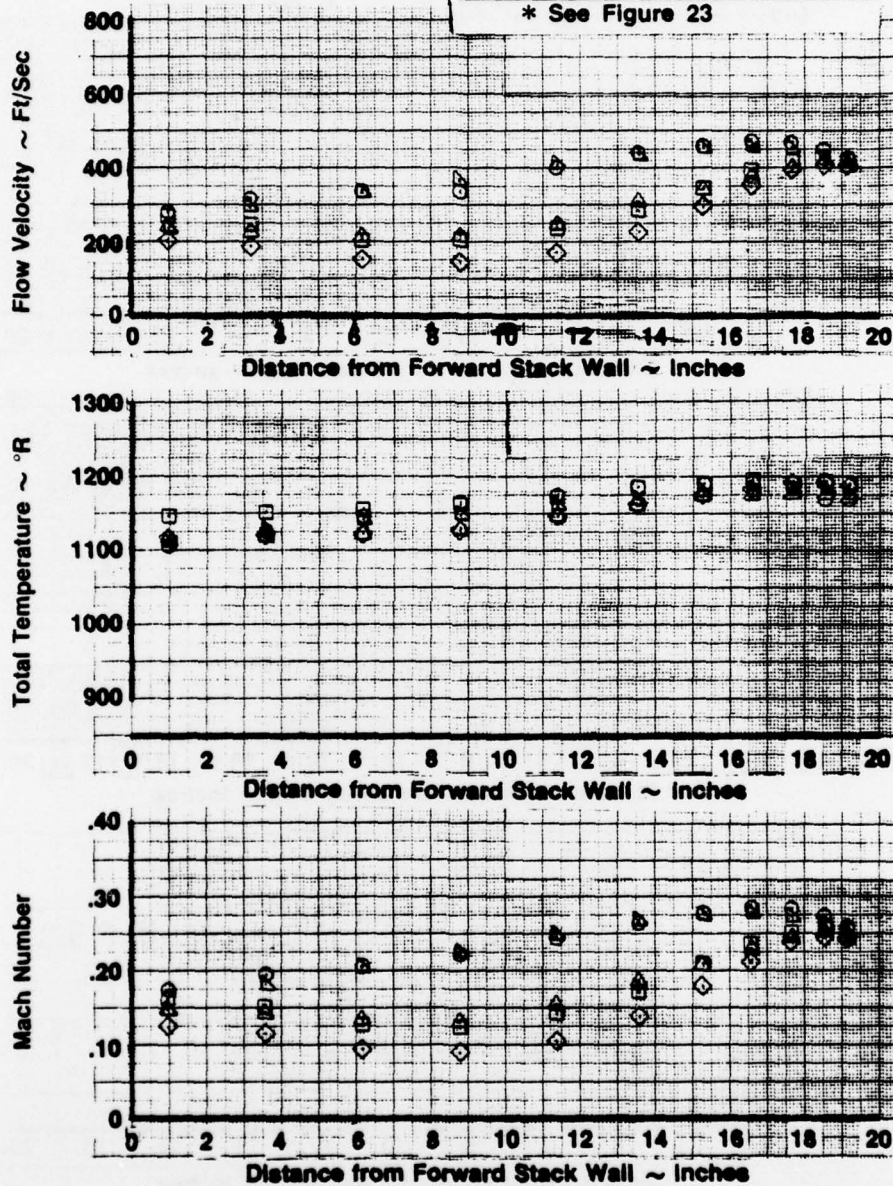 * See Figure 23
800
600
400
200
0
Flow Velocity ~ Ft/Sec
0 2 4 6 8 10 12 14 16 18 20
Distance from Forward Stack Wall ~ Inches
1300
1200
1100
1000
900
Total Temperature ~ °R
0 2 4 6 8 10 12 14 16 18 20
Distance from Forward Stack Wall ~ Inches
.40
.30
.20
.10
0
Mach Number
0 2 4 6 8 10 12 14 16 18 20
Distance from Forward Stack Wall ~ Inches